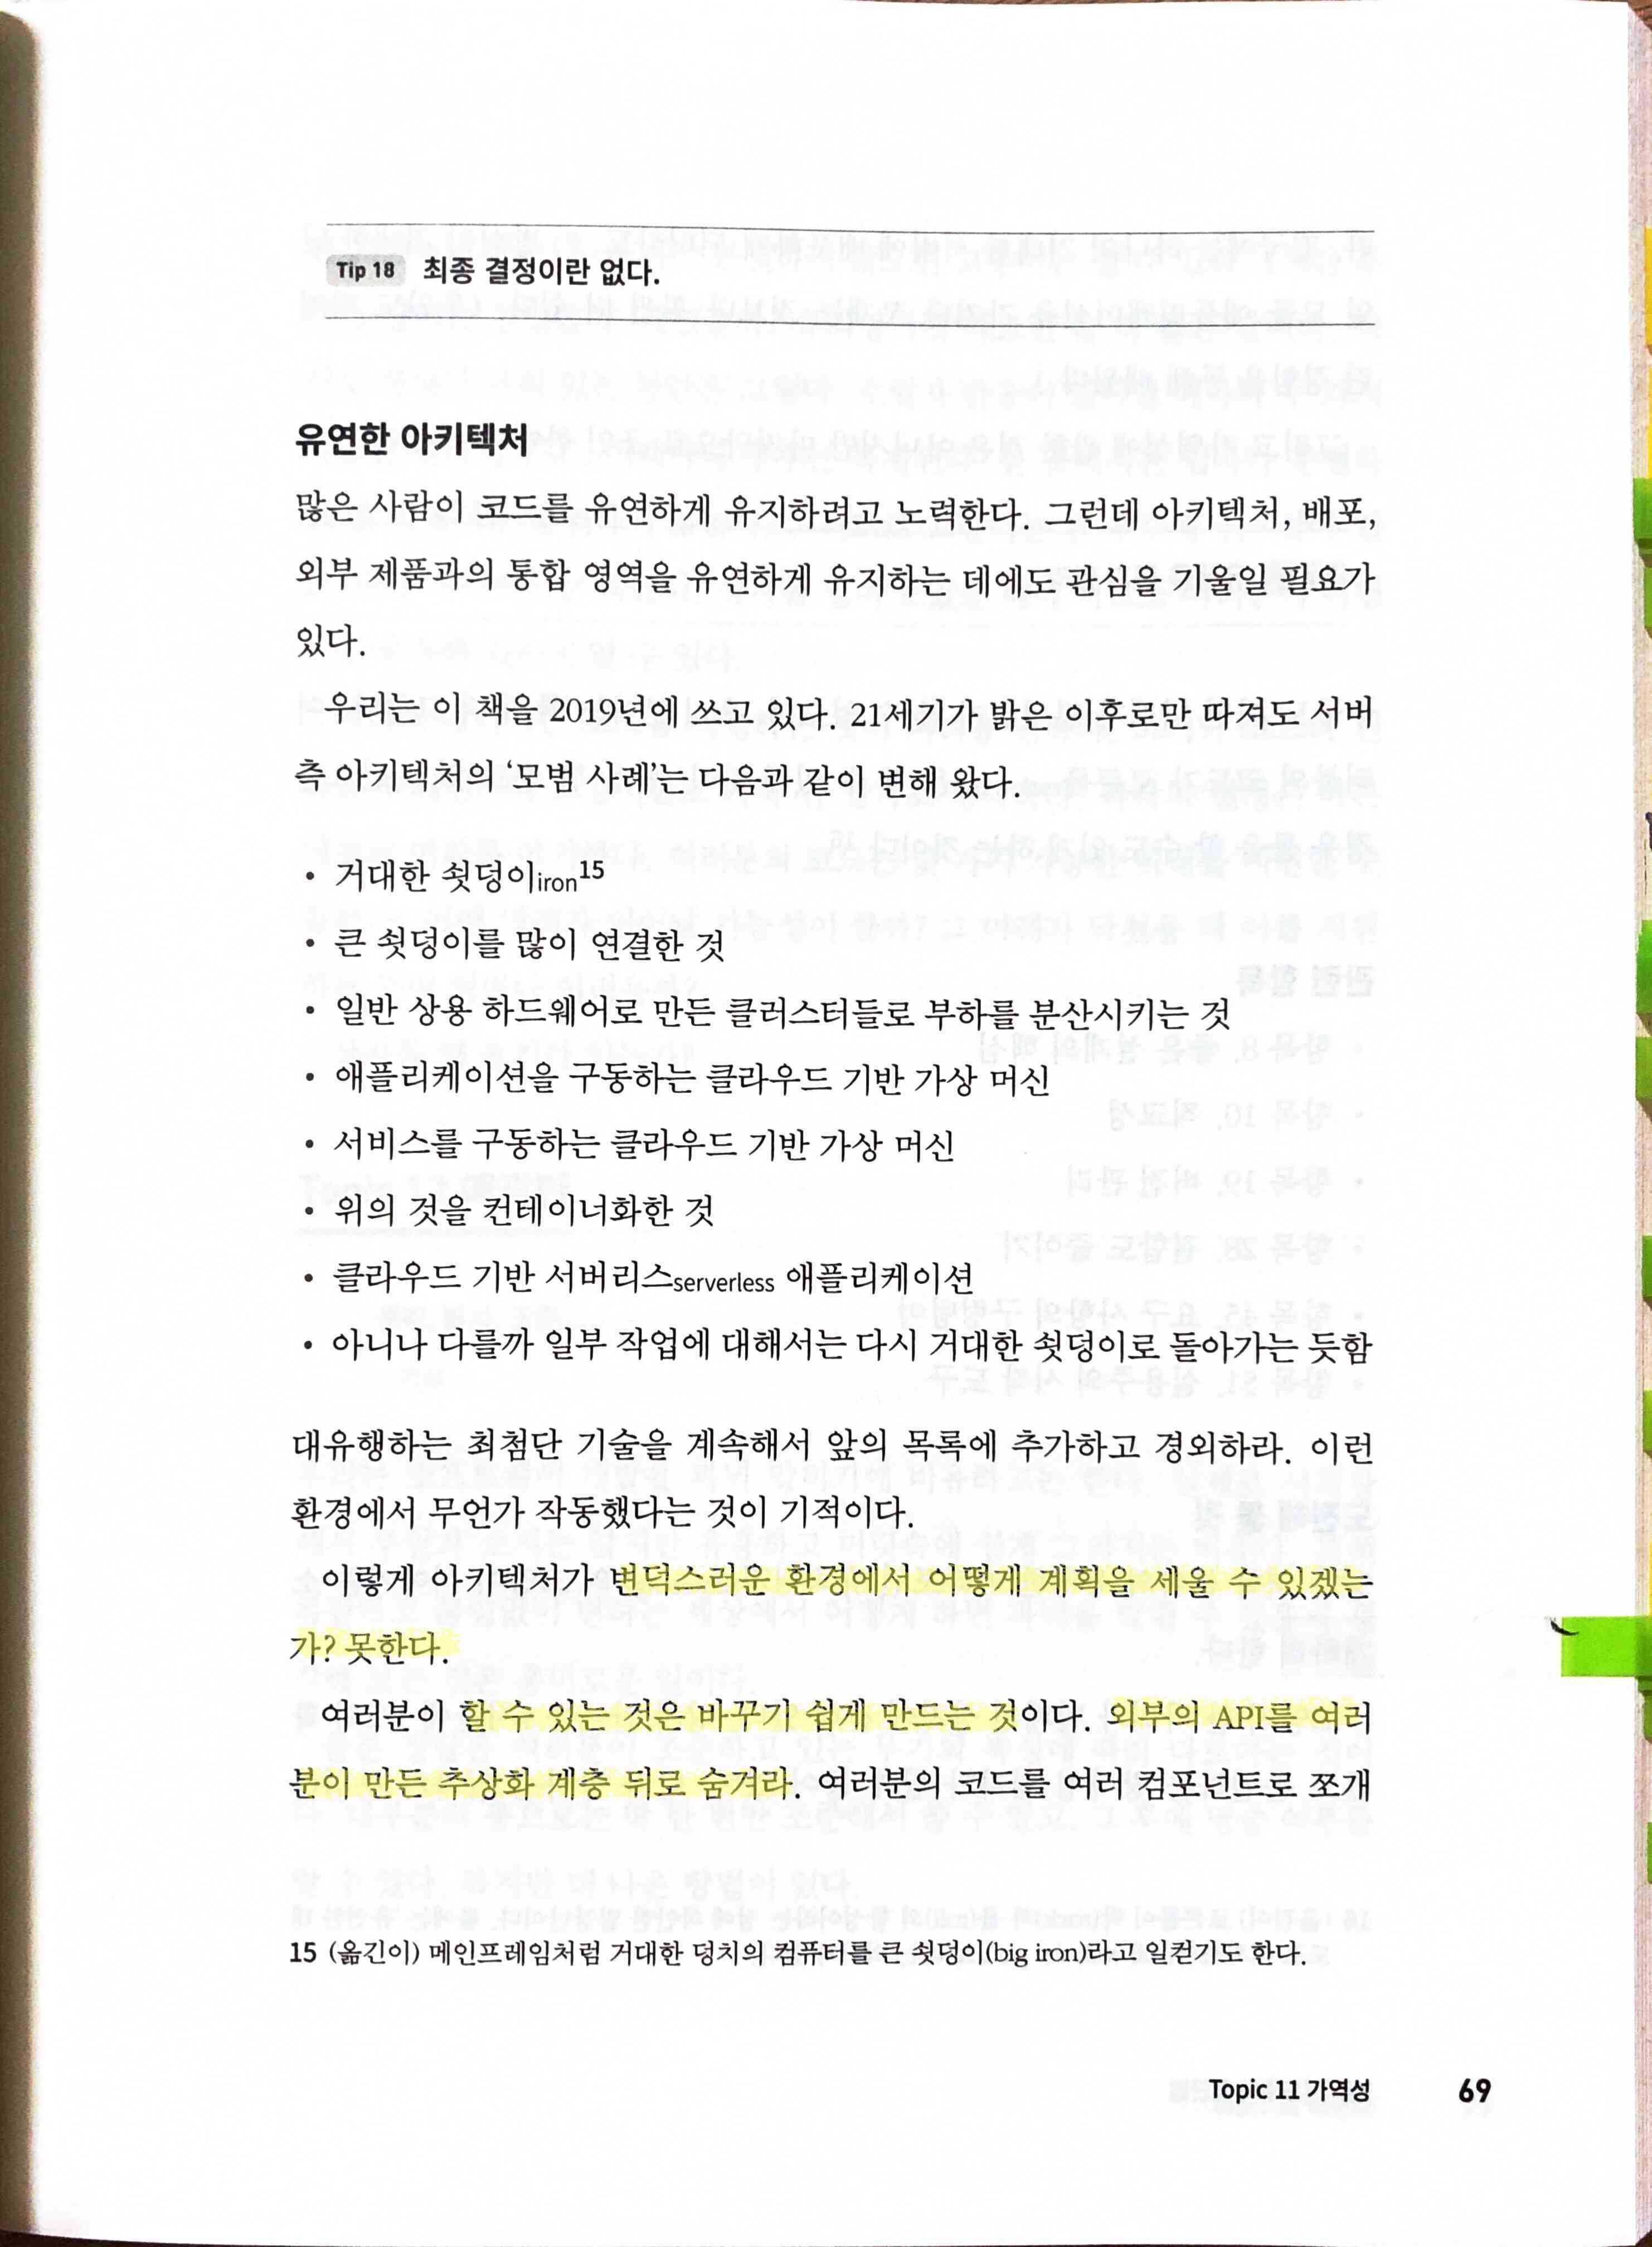 Tip 18 최종 결정이란 없다.
유연한 아키텍처
많은 사람이 코드를 유연하게 유지하려고 노력한다. 그런데 아키텍처, 배포,
외부 제품과의 통합 영역을 유연하게 유지하는 데에도 관심을 기울일 필요가
있다.
우리는 이 책을 2019년에 쓰고 있다. 21세기가 밝은 이후로만 따져도 서버
측 아키텍처의 ‘모범 사례’는 다음과 같이 변해 왔다.
• 거대한 쇳덩이iron15
• 큰 쇳덩이를 많이 연결한 것
• 일반 상용 하드웨어로 만든 클러스터들로 부하를 분산시키는 것
• 애플리케이션을 구동하는 클라우드 기반 가상 머신
• 서비스를 구동하는 클라우드 기반 가상 머신
• 위의 것을 컨테이너화한 것
• 클라우드 기반 서버리스serverless 애플리케이션
• 아니나 다를까 일부 작업에 대해서는 다시 거대한 쇳덩이로 돌아가는 듯함
대유행하는 최첨단 기술을 계속해서 앞의 목록에 추가하고 경외하라. 이런
환경에서 무언가 작동했다는 것이 기적이다.
이렇게 아키텍처가 변덕스러운 환경에서 어떻게 계획을 세울 수 있겠는
가? 못한다.
여러분이 할 수 있는 것은 바꾸기 쉽게 만드는 것이다. 외부의 API를 여러
분이 만든 추상화 계층 뒤로 숨겨라. 여러분의 코드를 여러 컴포넌트로 쪼개
15 (옮긴이) 메인프레임처럼 거대한 덩치의 컴퓨터를 큰 쇳덩이(big iron)라고 일컫기도 한다.
Topic 11 가역성 69